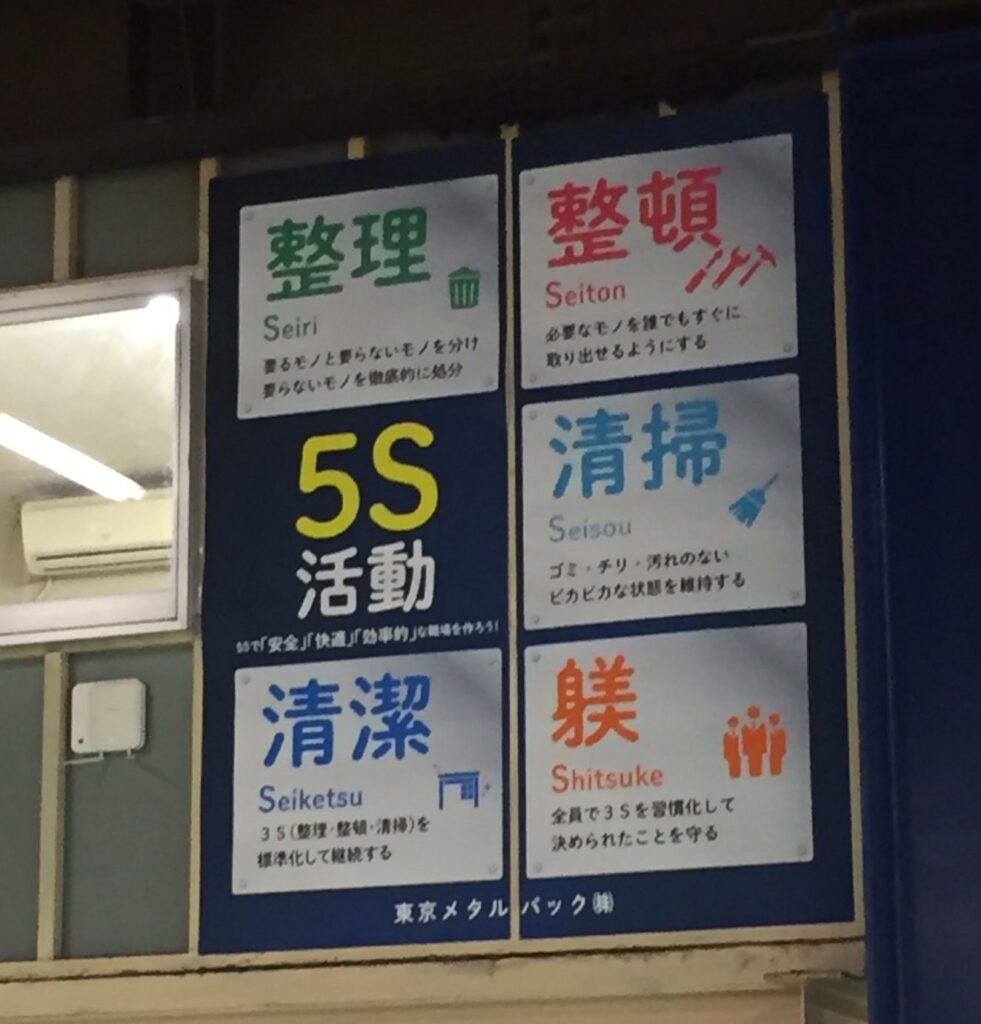 整理
Seiri
要るモノと要らないモノを分け
要らないモノを徹底的に処分
整頓
Seiton
必要なモノを誰でもすぐに
取り出せるようにする
5S
活動
5Sで「安全」「快適」「効率的」な職場を作ろう!
清掃
Seisou
ゴミ・チリ・汚れのない
ピカピカな状態を維持する
清潔
Seiketsu
3S(整理・整頓・清掃)を
標準化して継続する
躾
Shitsuke
全員で3Sを習慣化して
決められたことを守る
東京メタルパック㈱